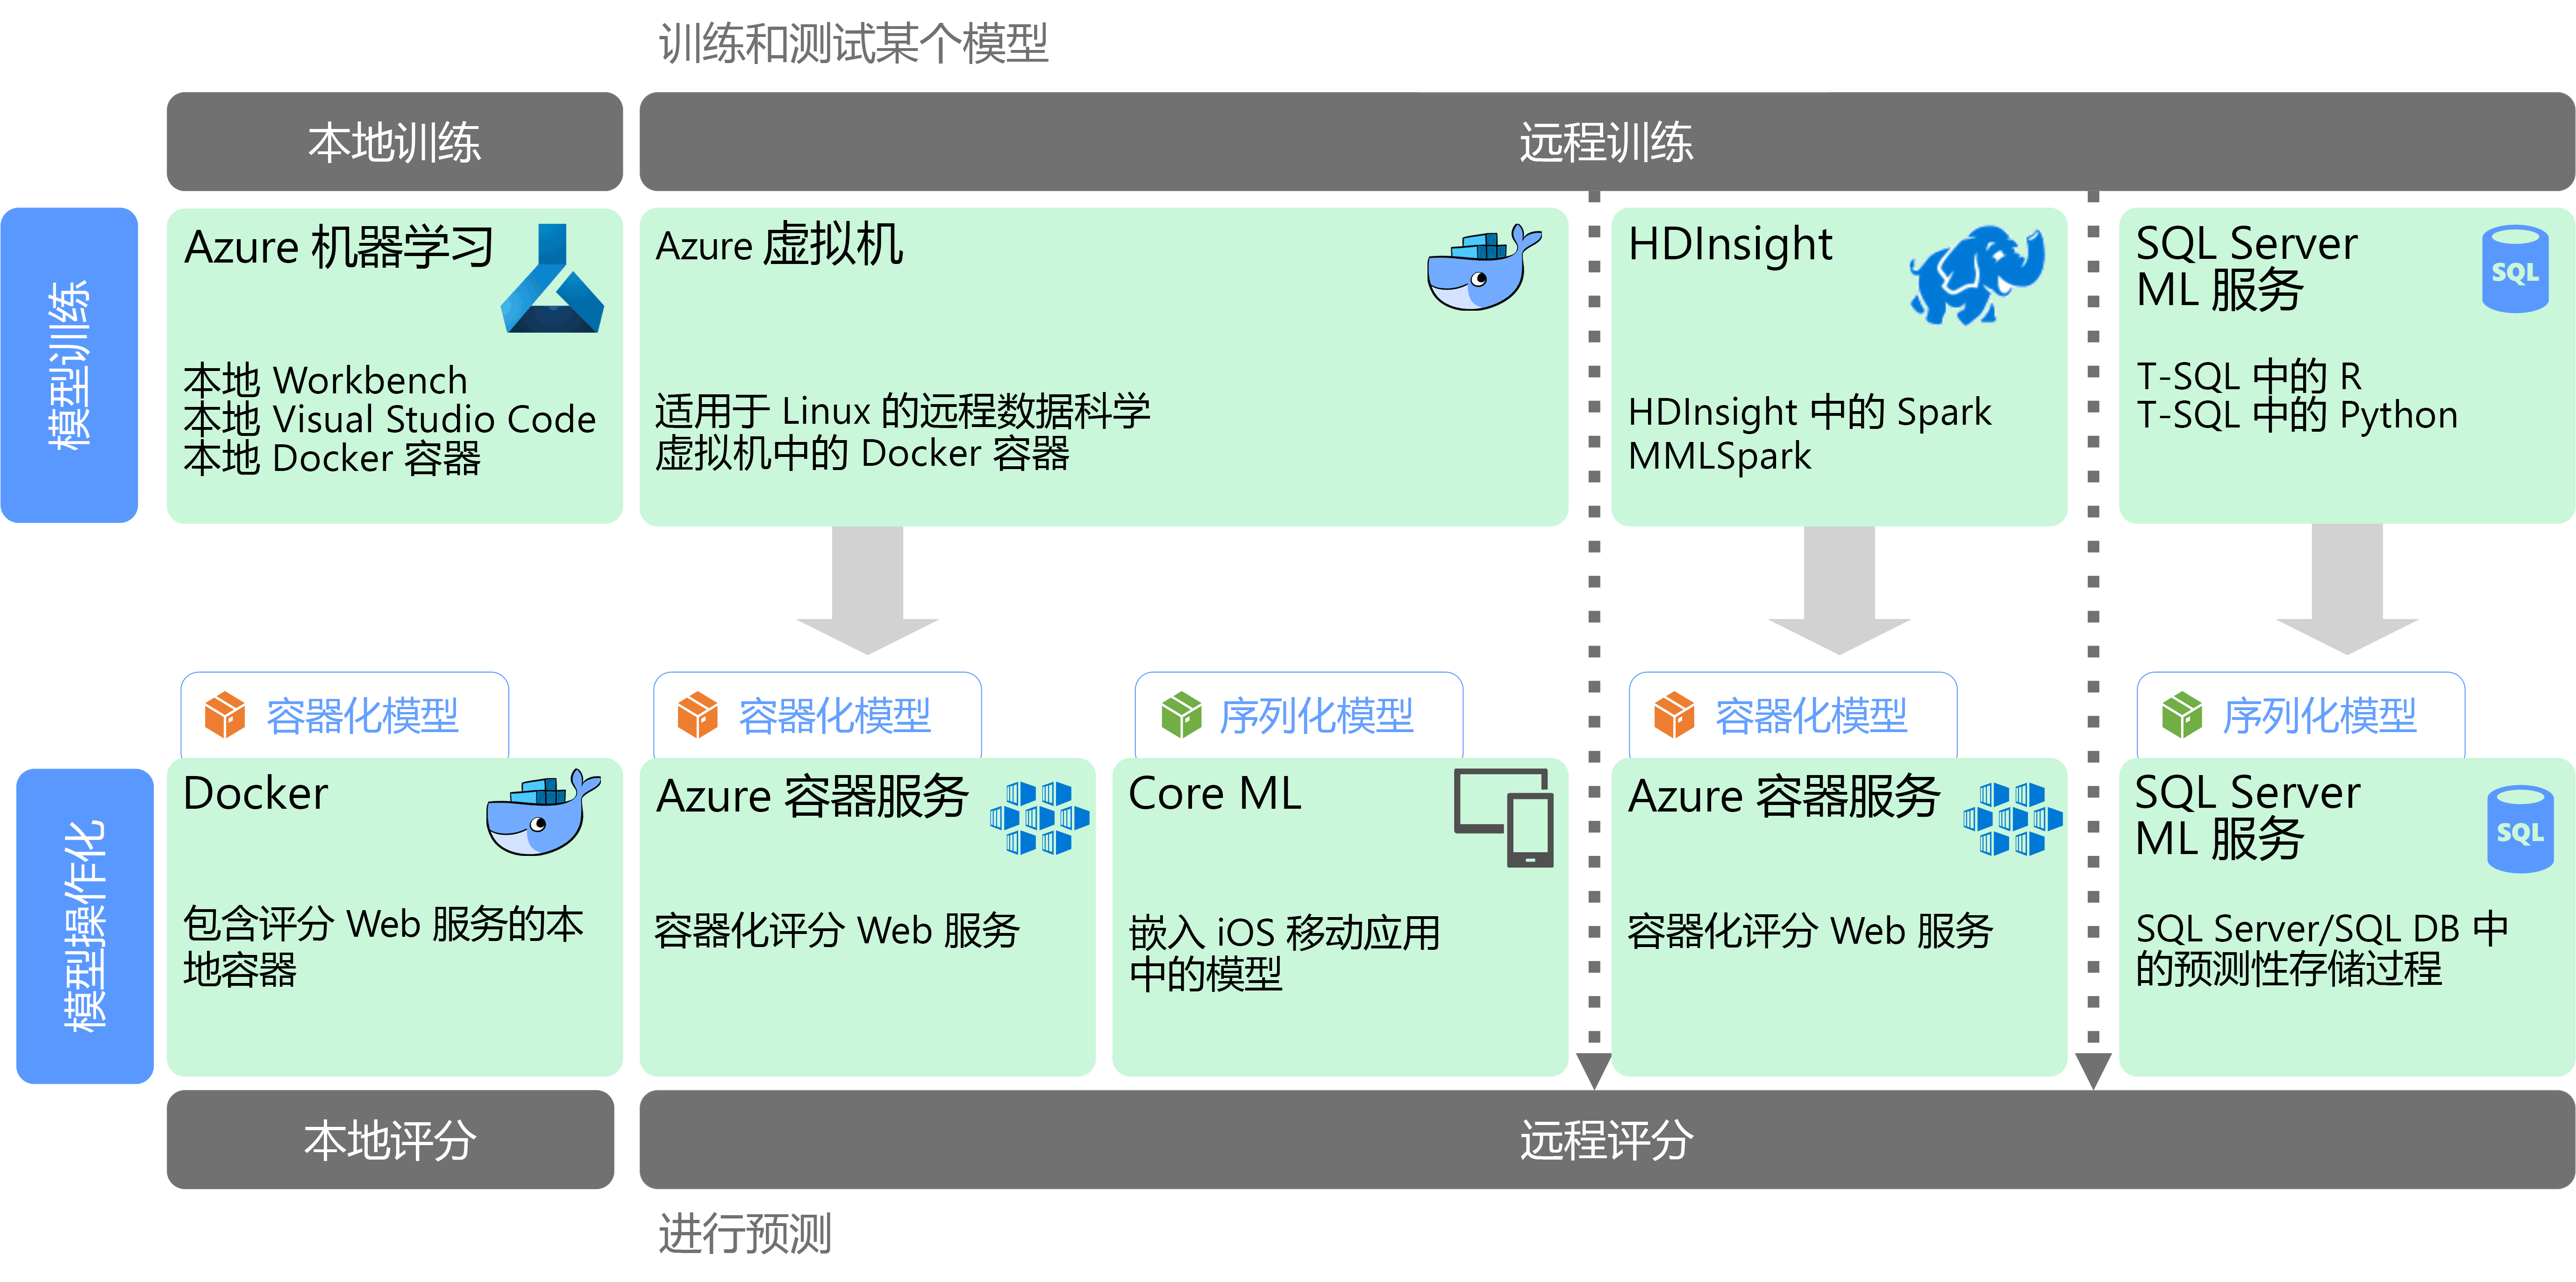 训练和测试某个模型
本地训练
远程训练
模型训练
Azure 机器学习
本地 Workbench
本地 Visual Studio Code
本地 Docker 容器
Azure 虚拟机
适用于 Linux 的远程数据科学
虚拟机中的 Docker 容器
HDInsight
HDInsight 中的 Spark
MMLSpark
SQL Server
ML 服务
SQL
T-SQL 中的 R
T-SQL 中的 Python
模型操作化
容器化模型
Docker
包含评分 Web 服务的本
地容器
容器化模型
Azure 容器服务
容器化评分 Web 服务
序列化模型
Core ML
嵌入 iOS 移动应用
中的模型
容器化模型
Azure 容器服务
容器化评分 Web 服务
序列化模型
SQL Server
ML 服务
SQL
SQL Server/SQL DB 中
的预测性存储过程
本地评分
远程评分
进行预测